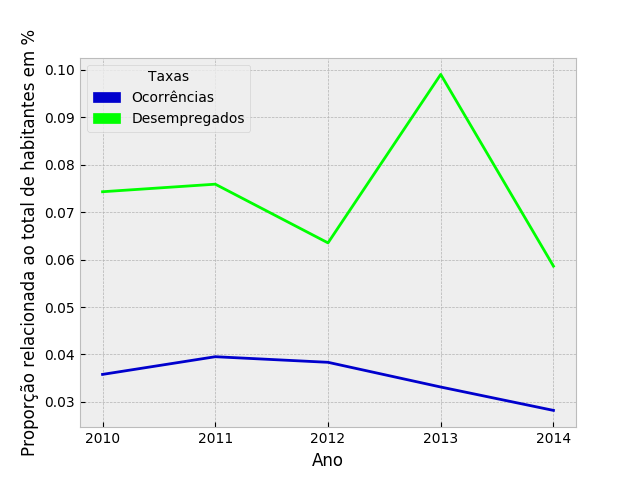 Proporção relacionada ao total de habitantes em %
0.10
0.09
0.08
0.07
0.06
0.05
0.04
0.03
Taxas
Ocorrências
Desempregados
2010 2011 2012 2013 2014
Ano